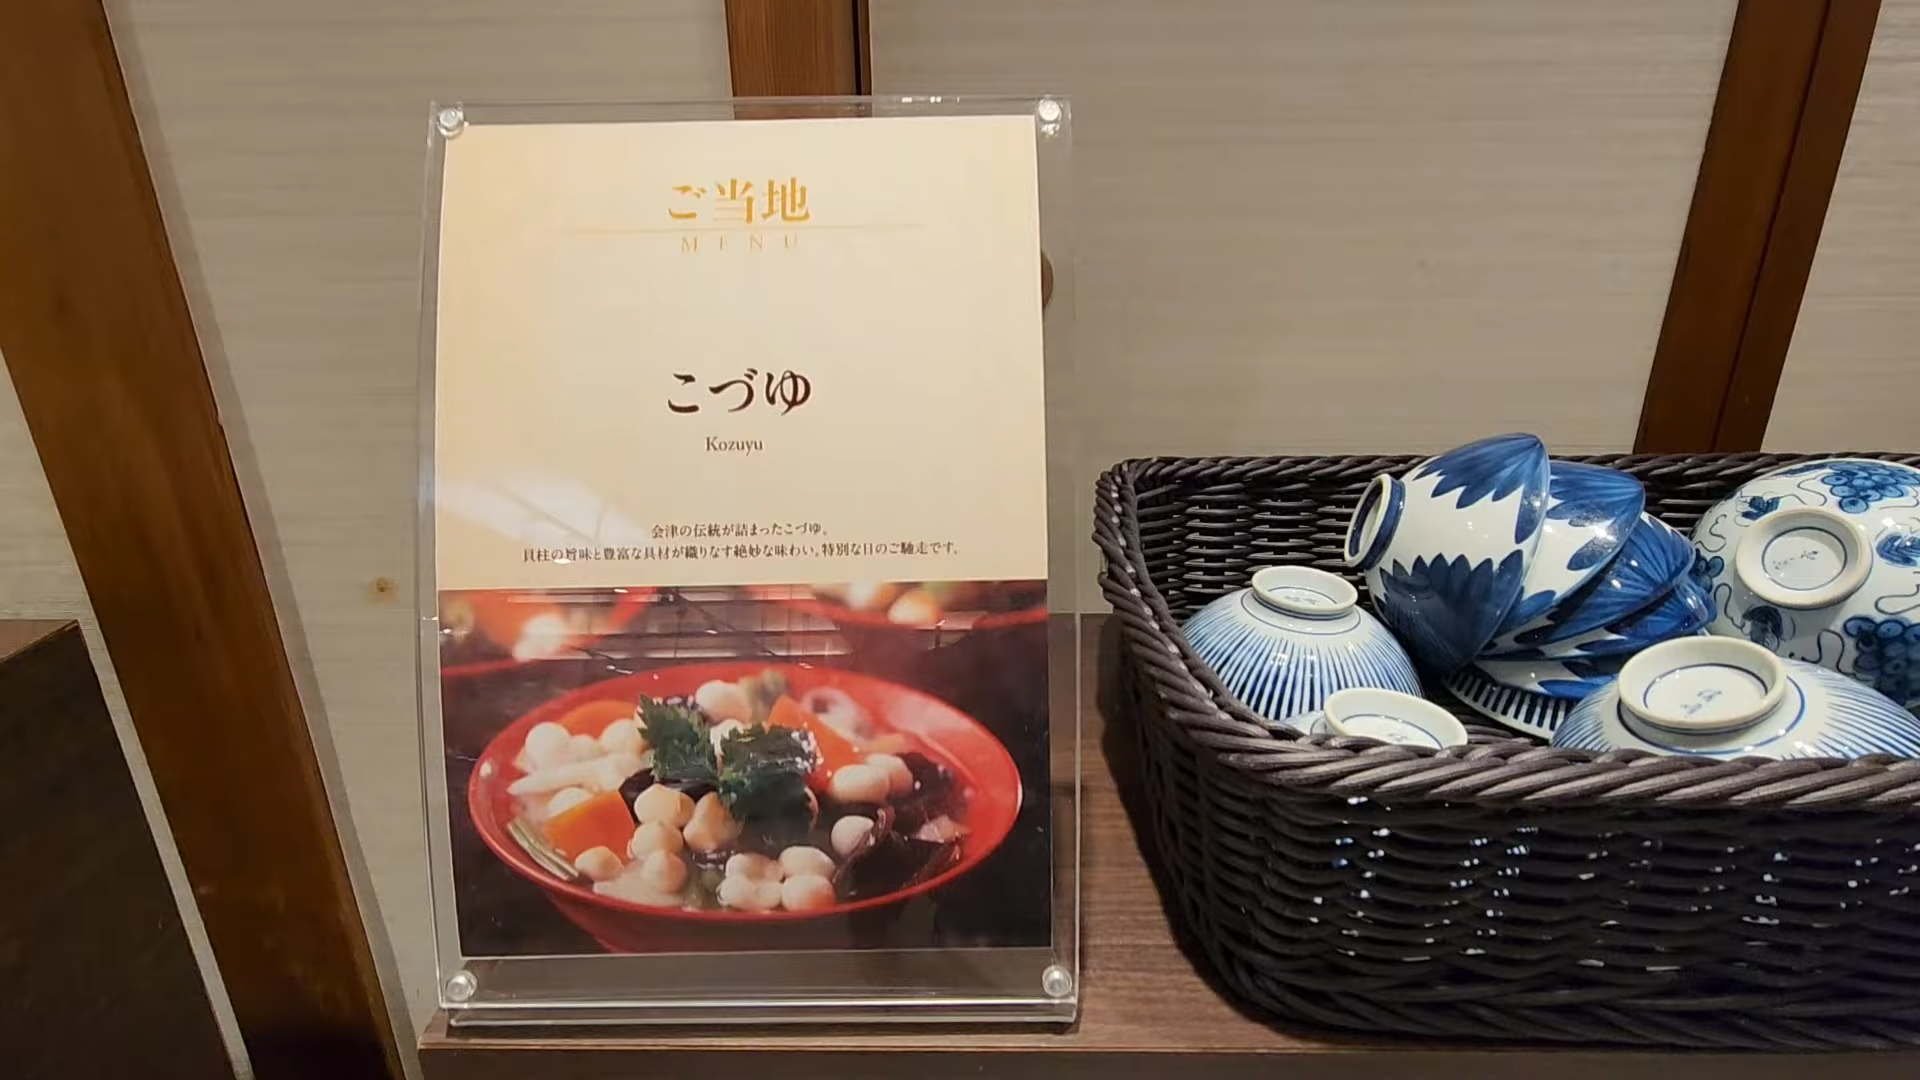 ご当地
MENU
こづゆ
Kozuyu
会津の伝統が詰まったこづゆ。
貝柱の旨味と豊富な具材が織りなす絶妙な味わい。特別な日のご馳走です。